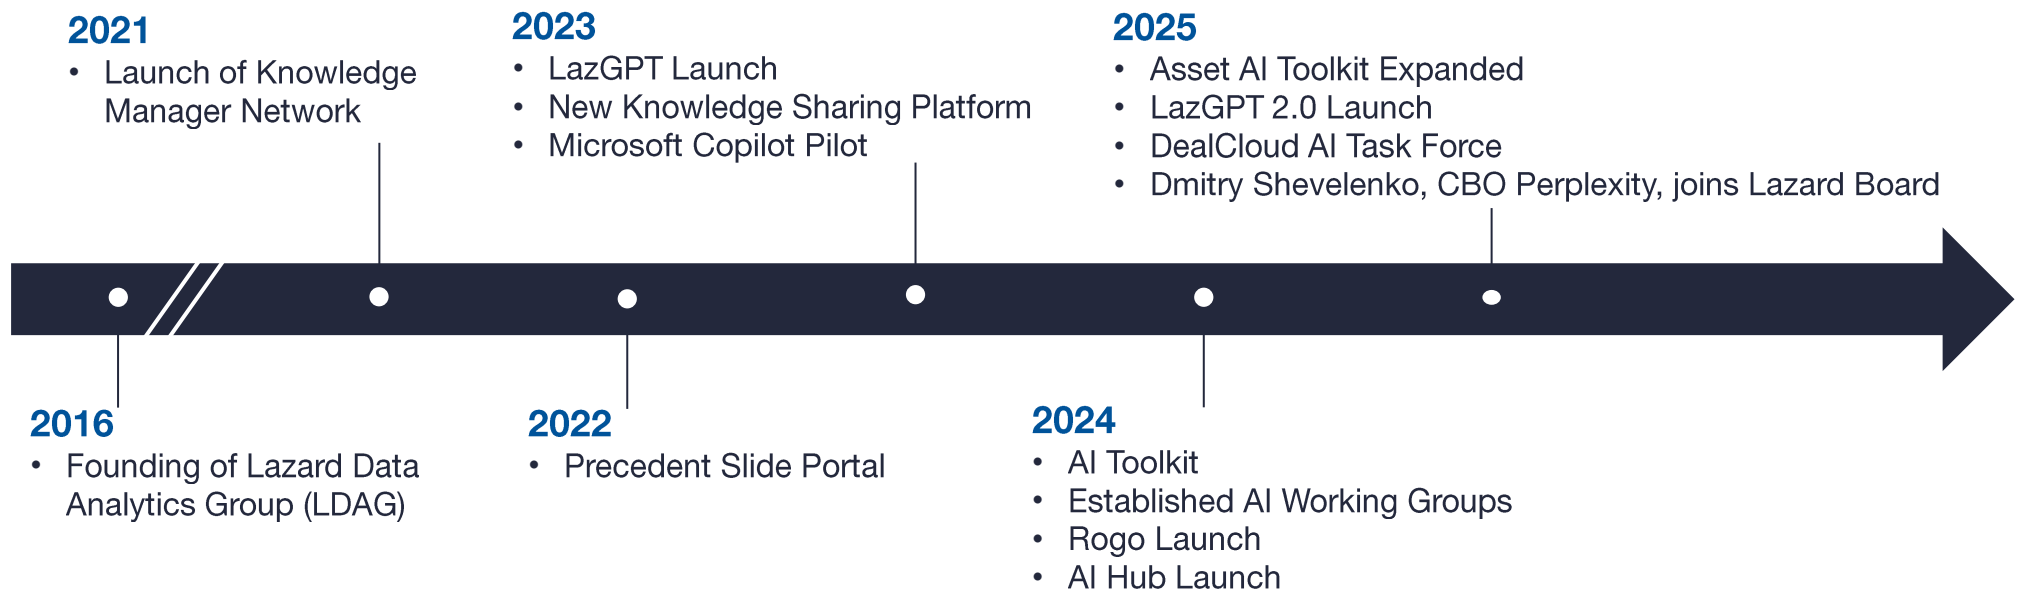 2021
• Launch of Knowledge
Manager Network
2023
• LazGPT Launch
• New Knowledge Sharing Platform
• Microsoft Copilot Pilot
2025
• Asset AI Toolkit Expanded
• LazGPT 2.0 Launch
• DealCloud AI Task Force
• Dmitry Shevelenko, CBO Perplexity, joins Lazard Board
2016
• Founding of Lazard Data
Analytics Group (LDAG)
2022
• Precedent Slide Portal
2024
• AI Toolkit
• Established AI Working Groups
• Rogo Launch
• AI Hub Launch